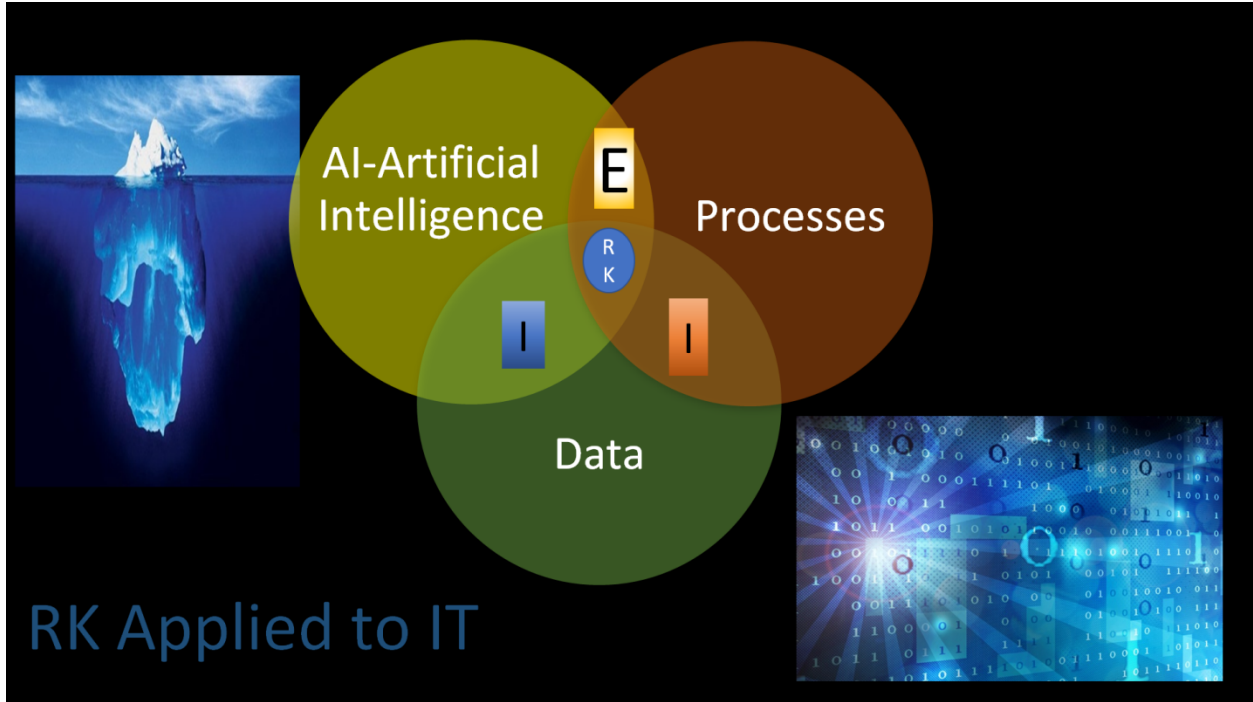 AI-Artificial
Intelligence
E
Processes
R
K
I
I
Data
RK Applied to IT